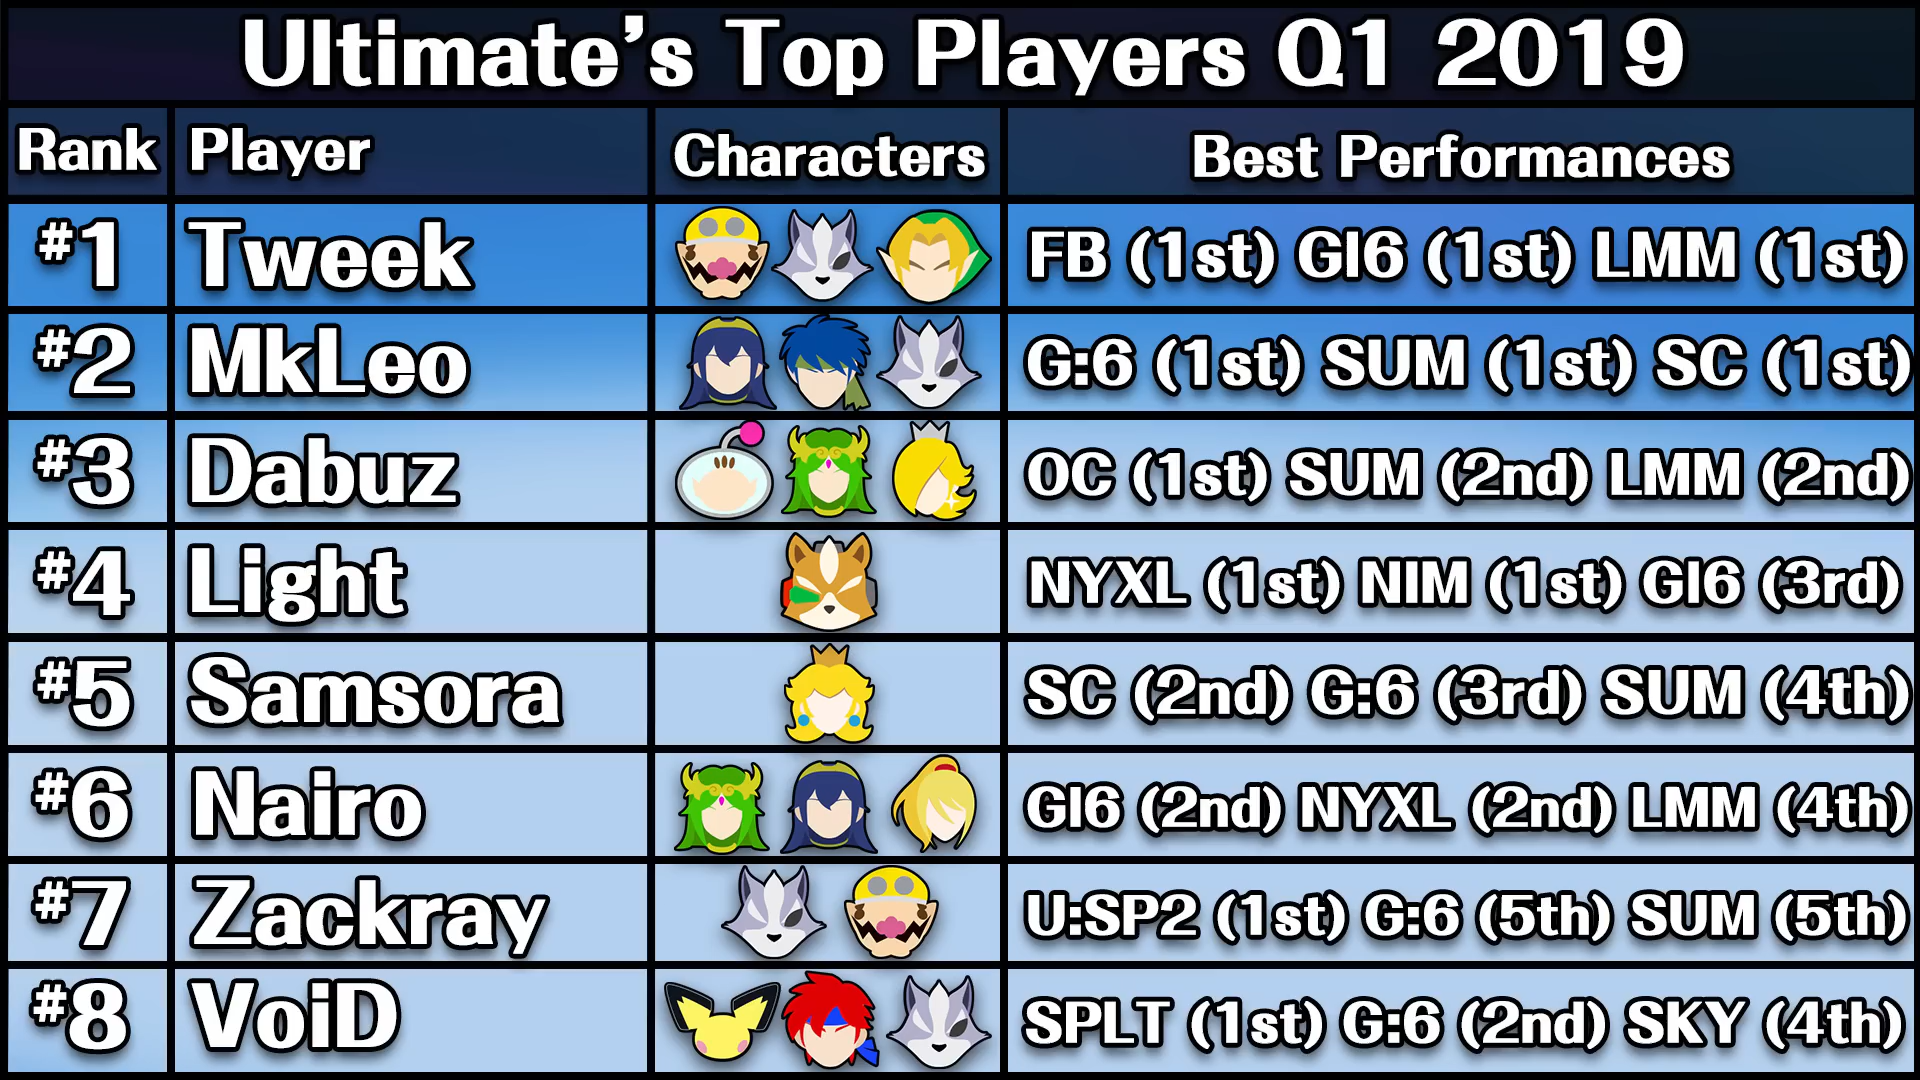 Ultimate's Top Players Q1 2019
Rank Player Characters Best Performances
#1 Tweek FB (1st) GI6 (1st) LMM (1st)
#2 MkLeo G:6 (1st) SUM (1st) SC (1st)
#3 Dabuz OC (1st) SUM (2nd) LMM (2nd)
#4 Light NYXL (1st) NIM (1st) GI6 (3rd)
#5 Samsora SC (2nd) G:6 (3rd) SUM (4th)
#6 Nairo GI6 (2nd) NYXL (2nd) LMM (4th)
#7 Zackray U:SP2 (1st) G:6 (5th) SUM (5th)
#8 VoiD SPLT (1st) G:6 (2nd) SKY (4th)